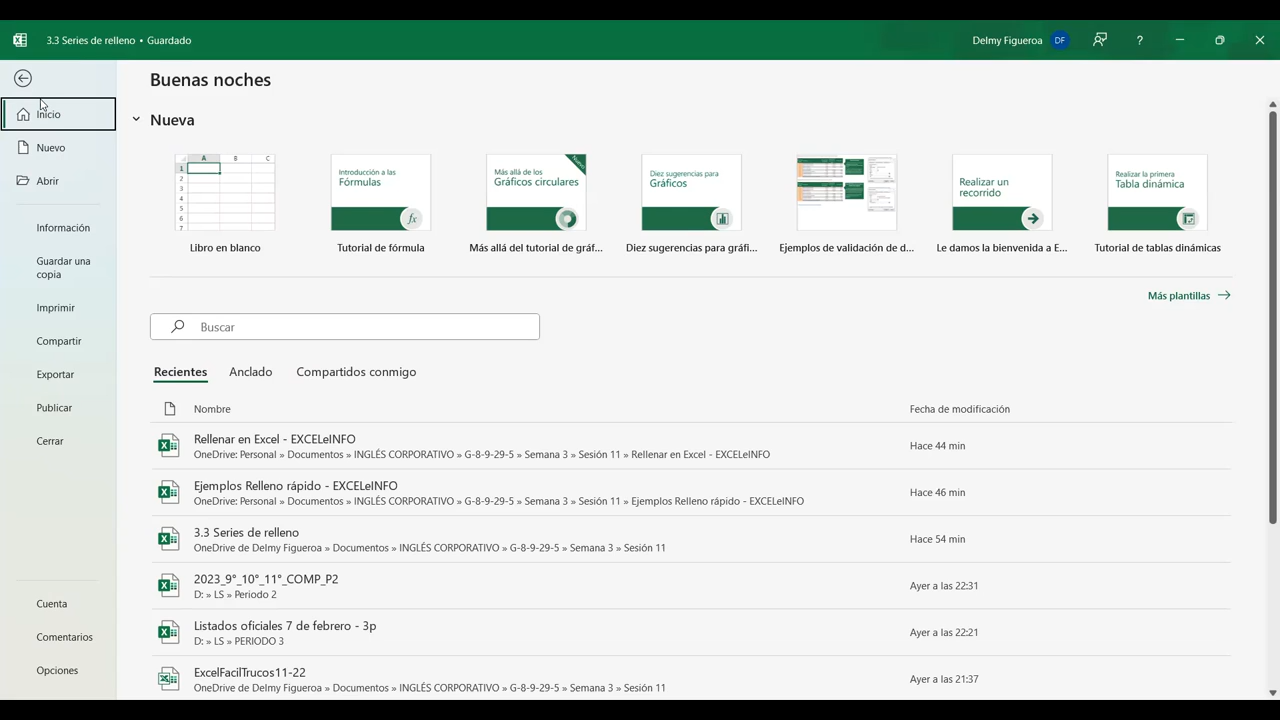 3.3 Series de relleno • Guardado
Delmy Figueroa DF ?
Inicio
Nuevo
Abrir
Información
Guardar una
copia
Imprimir
Compartir
Exportar
Publicar
Cerrar
Cuenta
Comentarios
Opciones
Buenas noches
Nueva
A B C
1
2
3
4
5
6
7
Libro en blanco
Introducción a las
Fórmulas
fx
Tutorial de fórmula
Nuevo
Más allá de los
Gráficos circulares
Más allá del tutorial de gráf...
Diez sugerencias para
Gráficos
Diez sugerencias para gráfi...
Ejemplos de validación de d...
Realizar un
recorrido
Le damos la bienvenida a E...
Realizar la primera
Tabla dinámica
Tutorial de tablas dinámicas
Más plantillas
Buscar
Recientes Anclado Compartidos conmigo
Nombre Fecha de modificación
Rellenar en Excel - EXCELeINFO
OneDrive: Personal » Documentos » INGLÉS CORPORATIVO » G-8-9-29-5 » Semana 3 » Sesión 11 » Rellenar en Excel - EXCELeINFO
Hace 44 min
Ejemplos Relleno rápido - EXCELeINFO
OneDrive: Personal » Documentos » INGLÉS CORPORATIVO » G-8-9-29-5 » Semana 3 » Sesión 11 » Ejemplos Relleno rápido - EXCELeINFO
Hace 46 min
3.3 Series de relleno
OneDrive de Delmy Figueroa » Documentos » INGLÉS CORPORATIVO » G-8-9-29-5 » Semana 3 » Sesión 11
Hace 54 min
2023_9°_10°_11°_COMP_P2
D: » LS » Periodo 2
Ayer a las 22:31
Listados oficiales 7 de febrero - 3p
D: » LS » PERIODO 3
Ayer a las 22:21
ExcelFacilTrucos11-22
OneDrive de Delmy Figueroa » Documentos » INGLÉS CORPORATIVO » G-8-9-29-5 » Semana 3 » Sesión 11
Ayer a las 21:37